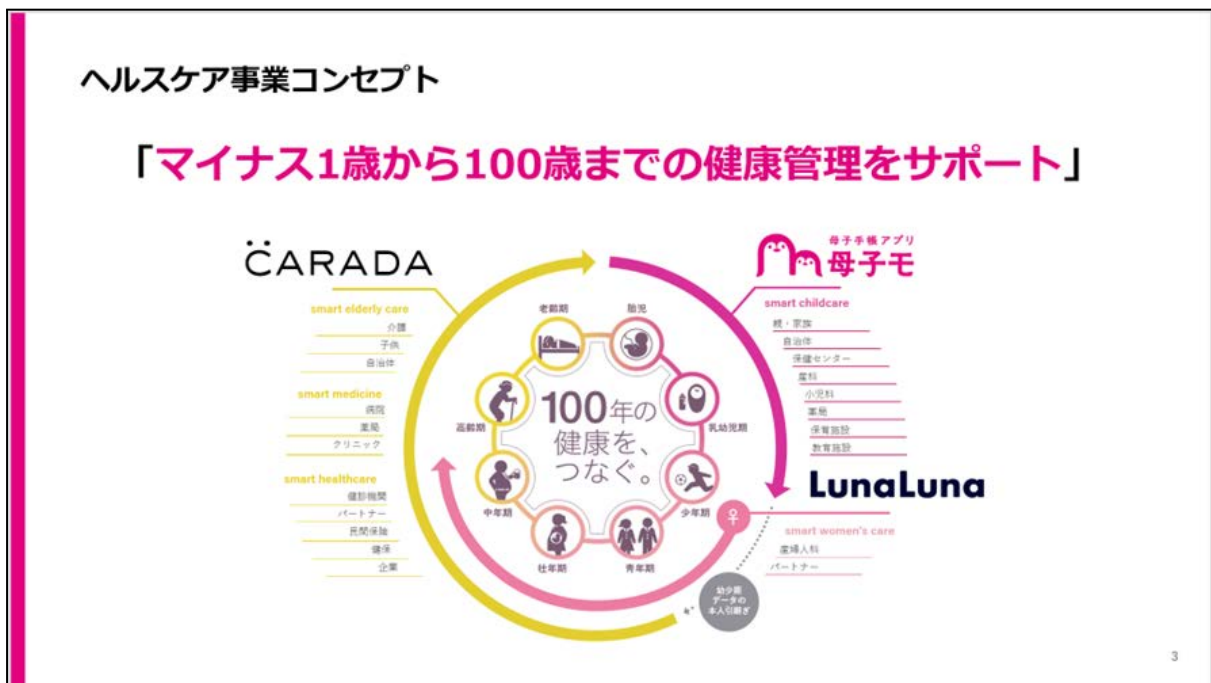 ヘルスケア事業コンセプト
「マイナス1歳から100歳までの健康管理をサポート」
CARADA
smart elderly care
介護
子供
自治体
smart medicine
病院
薬局
クリニック
smart healthcare
健診機関
パートナー
民間保険
健保
企業
老齢期
胎児
高齢期
乳幼児期
中年期
少年期
壮年期
青年期
100年の
健康を、
つなぐ。
母子手帳アプリ
母子モ
smart childcare
親・家族
自治体
保健センター
産科
小児科
薬局
保育施設
教育施設
LunaLuna
smart women's care
産婦人科
パートナー
幼少期
データの
本人引継ぎ
3